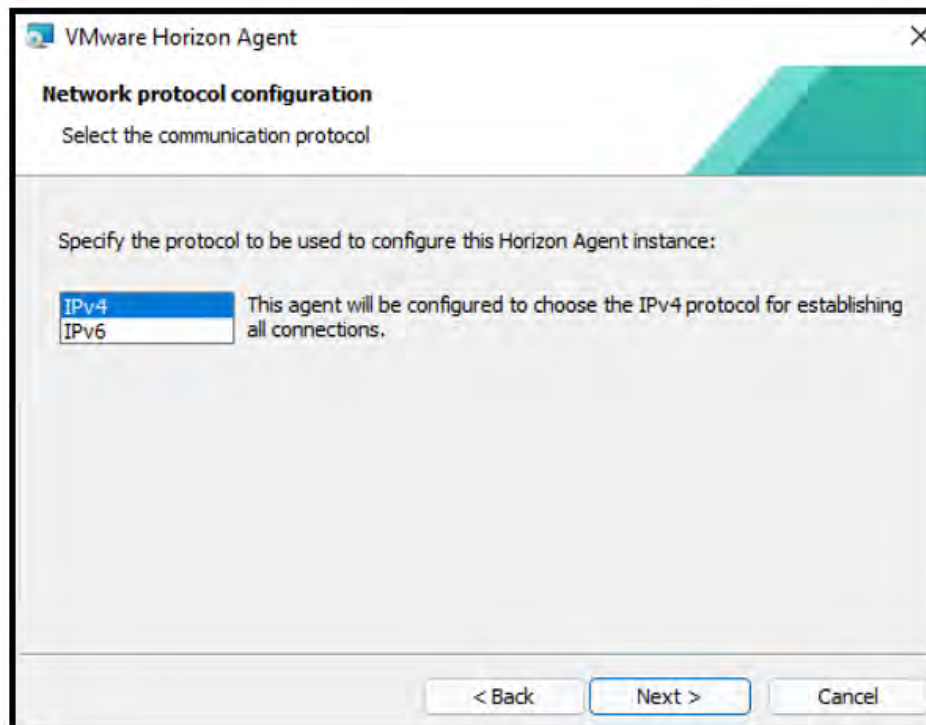 VMware Horizon Agent
Network protocol configuration
Select the communication protocol
Specify the protocol to be used to configure this Horizon Agent instance:
IPv4
IPv6
This agent will be configured to choose the IPv4 protocol for establishing
all connections.
< Back
Next >
Cancel